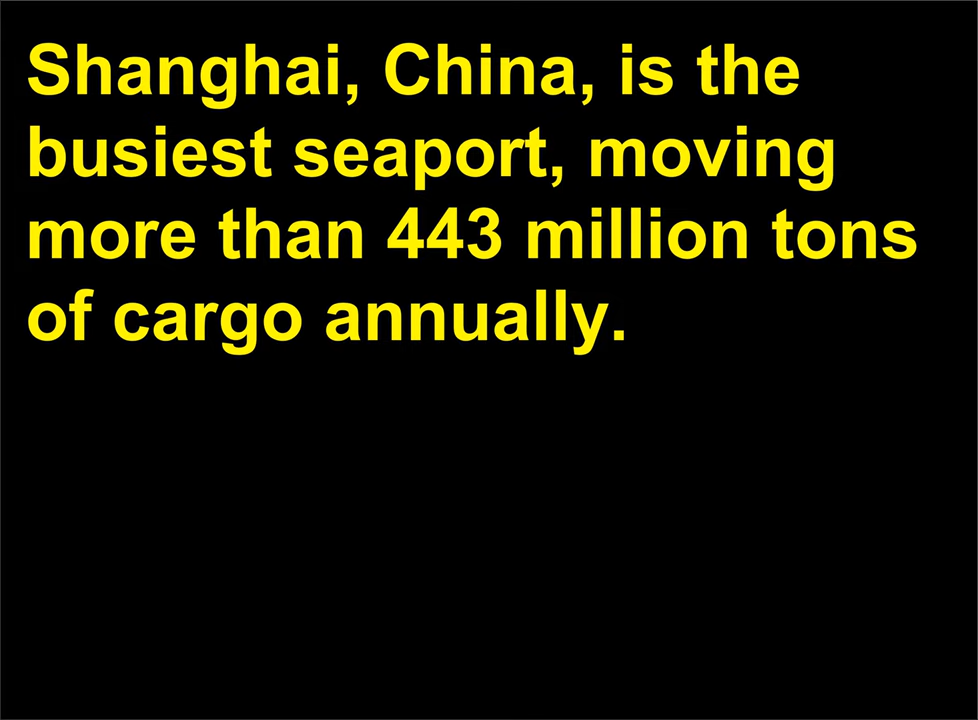 Shanghai, China, is the
busiest seaport, moving
more than 443 million tons
of cargo annually.